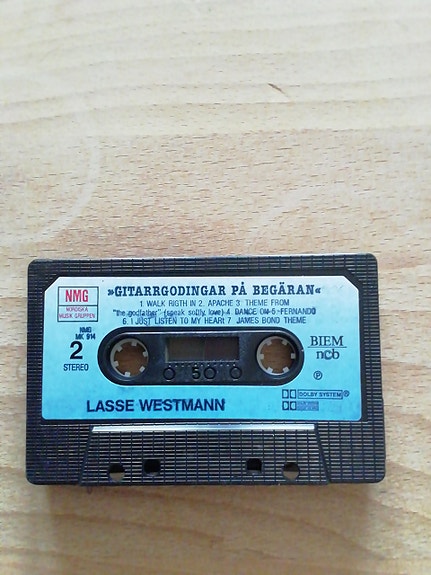 »GITARRGODINGAR PÅ BEGÄRAN«
NMG
NORDISKA
MUSIK GRUPPEN
1. WALK RIGTH IN 2. APACHE 3. THEME FROM
"the godfather" (speak softly love) 4. DANCE ON 5. FERNANDO
6. I JUST LISTEN TO MY HEART 7 JAMES BOND THEME
NMG
MK 914
2
STEREO
50
BIEM
ncb
P
DOLBY SYSTEM®
LASSE WESTMANN